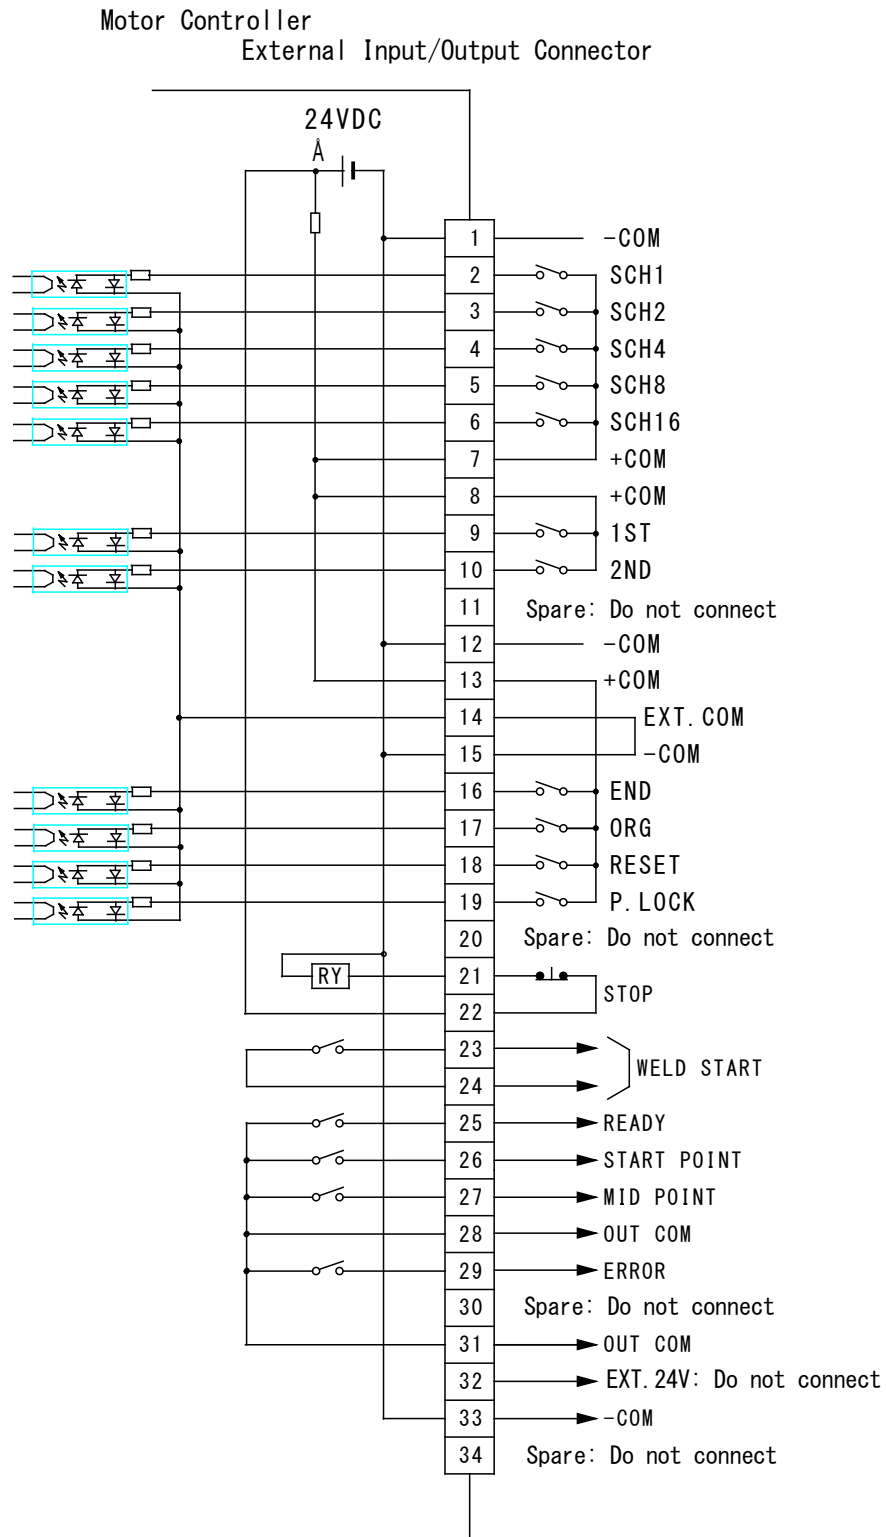 Motor Controller
External Input/Output Connector
24VDC
Å
1 -COM
2 SCH1
3 SCH2
4 SCH4
5 SCH8
6 SCH16
7 +COM
8 +COM
9 1ST
10 2ND
11 Spare: Do not connect
12 -COM
13 +COM
14 EXT.COM
15 -COM
16 END
17 ORG
18 RESET
19 P.LOCK
20 Spare: Do not connect
RY 21
STOP
22
23
WELD START
24
25 READY
26 START POINT
27 MID POINT
28 OUT COM
29 ERROR
30 Spare: Do not connect
31 OUT COM
32 EXT.24V: Do not connect
33 -COM
34 Spare: Do not connect